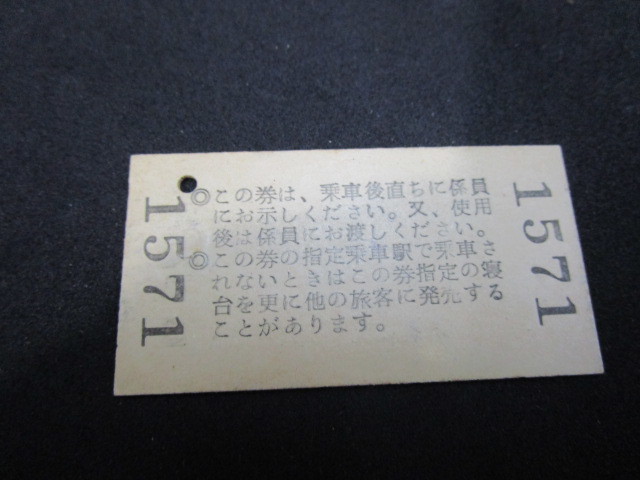 1571
◎この券は、乗車後直ちに係員
にお示しください。又、使用
後は係員にお渡しください。
◎この券の指定乗車駅で乗車さ
れないときはこの券指定の寝
台を更に他の旅客に発売する
ことがあります。
1571